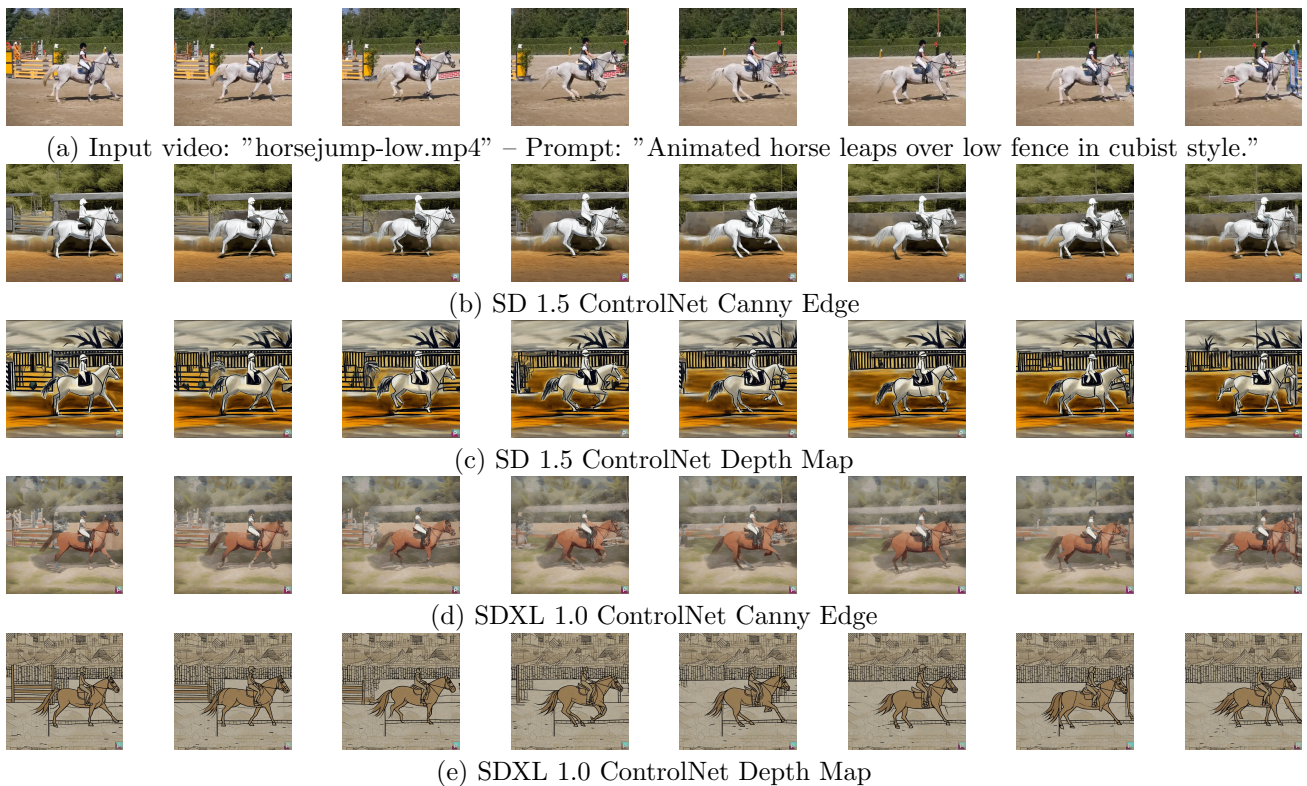 (a) Input video: ”horsejump-low.mp4” – Prompt: ”Animated horse leaps over low fence in cubist style.”
(b) SD 1.5 ControlNet Canny Edge
(c) SD 1.5 ControlNet Depth Map
(d) SDXL 1.0 ControlNet Canny Edge
(e) SDXL 1.0 ControlNet Depth Map